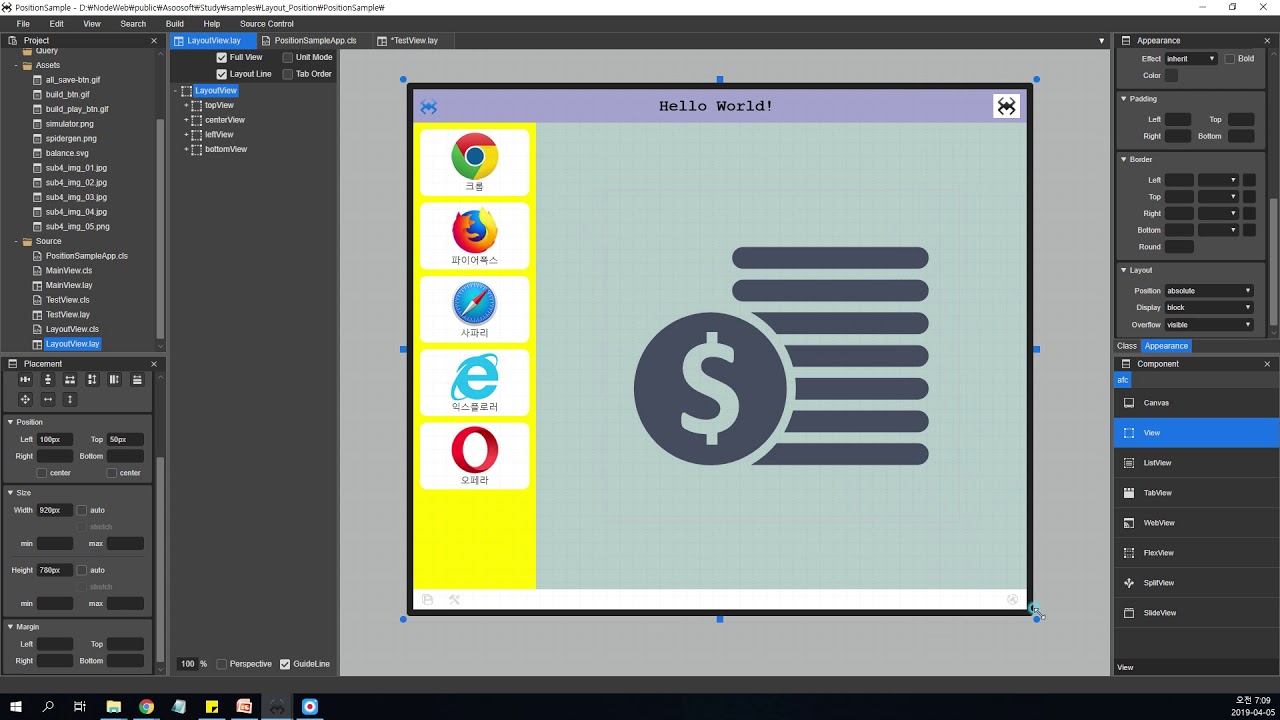 PositionSample - D:₩NodeWeb₩public₩Asoosoft₩Study₩samples₩Layout_Position₩PositionSample₩
File Edit View Search Build Help Source Control
Project
Query
Assets
all_save-btn.gif
build_btn.gif
build_play_btn.gif
simulator.png
spidergen.png
balance.svg
sub4_img_01.jpg
sub4_img_02.jpg
sub4_img_03.jpg
sub4_img_04.jpg
sub4_img_05.png
Source
PositionSampleApp.cls
MainView.cls
MainView.lay
TestView.cls
TestView.lay
LayoutView.cls
LayoutView.lay
Placement
Position
Left 100px Top 50px
Right Bottom
center center
Size
Width 920px auto
stretch
min max
Height 780px auto
stretch
min max
Margin
Left Top
Right Bottom
LayoutView.lay PositionSampleApp.cls *TestView.lay
Full View Unit Mode
Layout Line Tab Order
LayoutView
topView
centerView
leftView
bottomView
100 % Perspective GuideLine
Hello World!
크롬
파이어폭스
사파리
익스플로러
오페라
Appearance
Effect inherit Bold
Color
Padding
Left Top
Right Bottom
Border
Left
Top
Right
Bottom
Round
Layout
Position absolute
Display block
Overflow visible
Class Appearance
Component
afc
Canvas
View
ListView
TabView
WebView
FlexView
SplitView
SlideView
View
오전 7:09
2019-04-05